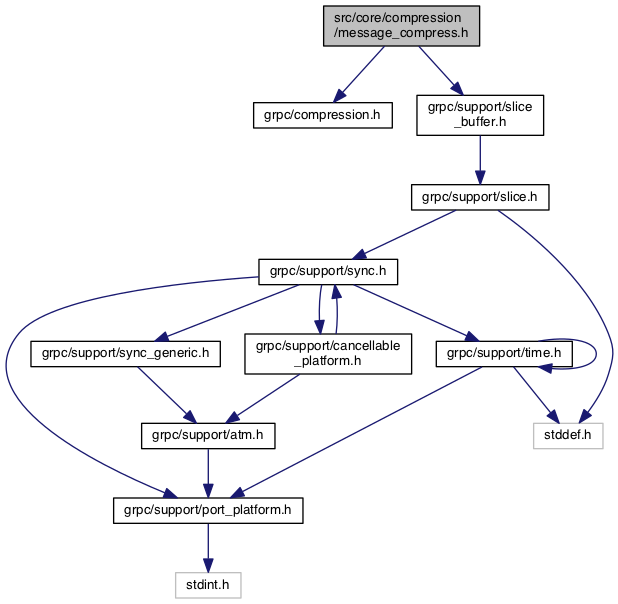 src/core/compression
/message_compress.h
grpc/compression.h
grpc/support/slice
_buffer.h
grpc/support/slice.h
grpc/support/sync.h
grpc/support/sync_generic.h
grpc/support/cancellable
_platform.h
grpc/support/time.h
grpc/support/atm.h
stddef.h
grpc/support/port_platform.h
stdint.h